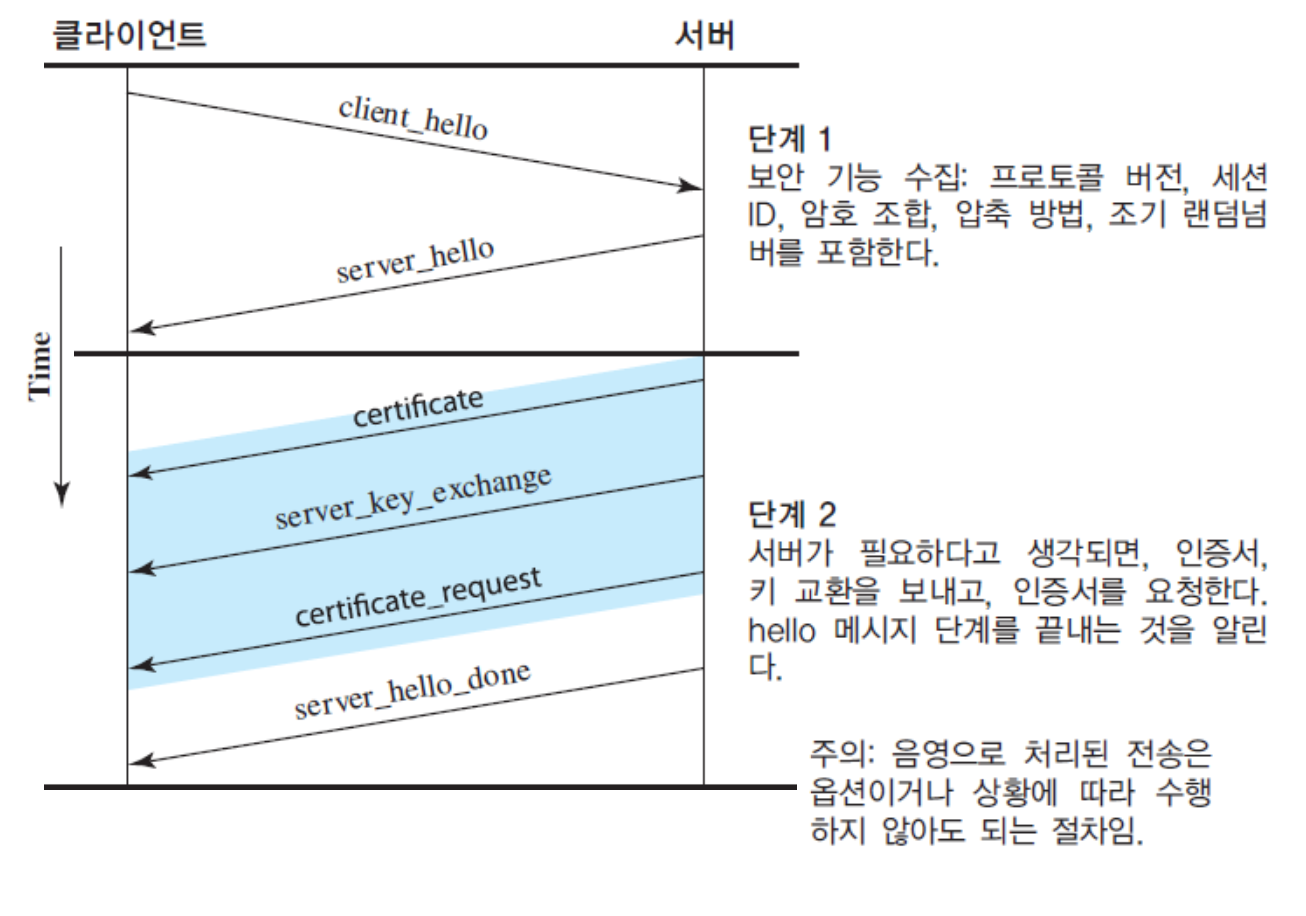 클라이언트
서버
client_hello
단계 1
보안 기능 수집: 프로토콜 버전, 세션
ID, 암호 조합, 압축 방법, 조기 랜덤넘
버를 포함한다.
server_hello
Time
certificate
server_key_exchange
certificate_request
server_hello_done
단계 2
서버가 필요하다고 생각되면, 인증서,
키 교환을 보내고, 인증서를 요청한다.
hello 메시지 단계를 끝내는 것을 알린
다.
주의: 음영으로 처리된 전송은
옵션이거나 상황에 따라 수행
하지 않아도 되는 절차임.